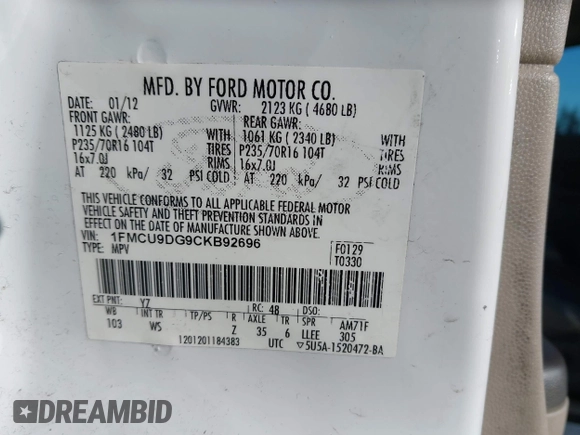 MFD. BY FORD MOTOR CO.
DATE: 01/12 GVWR: 2123 KG ( 4680 LB)
FRONT GAWR: REAR GAWR:
1125 KG ( 2480 LB) WITH 1061 KG ( 2340 LB) WITH
P235/70R16 104T TIRES P235/70R16 104T TIRES
16x7.0J RIMS 16x7.0J RIMS
AT 220 kPa/ 32 PSI COLD AT 220 kPa/ 32 PSI COLD
THIS VEHICLE CONFORMS TO ALL APPLICABLE FEDERAL MOTOR
VEHICLE SAFETY AND THEFT PREVENTION STANDARDS IN
EFFECT ON THE DATE OF MANUFACTURE SHOWN ABOVE.
VIN: 1FMCU9DG9CKB92696
TYPE: MPV
F0129
T0330
EXT PNT: YZ RC: 48 DSO:
WB INT TR TP/PS R AXLE TR SPR AM71F
103 WS Z 35 6 LLEE 305
1201201184383 UTC ▽5U5A-1520472-BA
DREAMBID